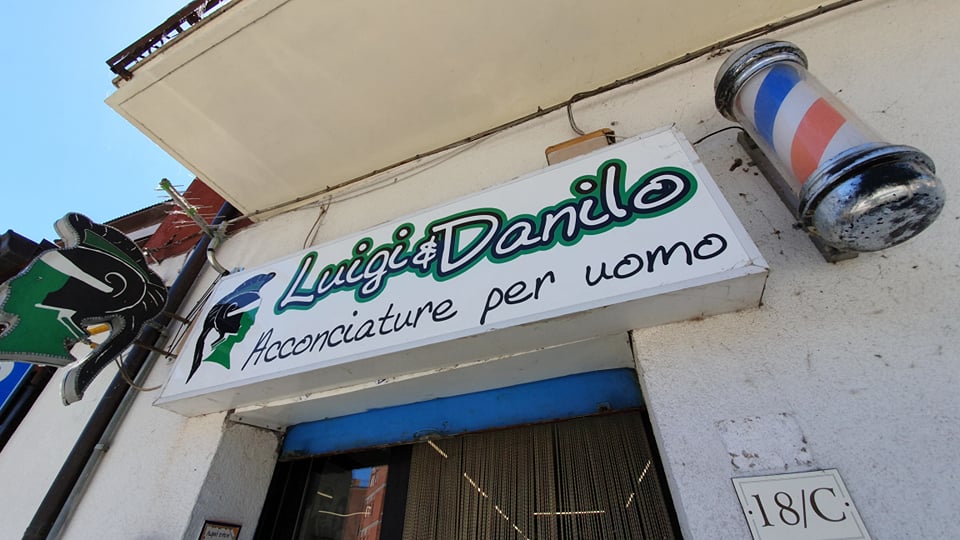 Luigi & Danilo
Acconciature per uomo
18/C